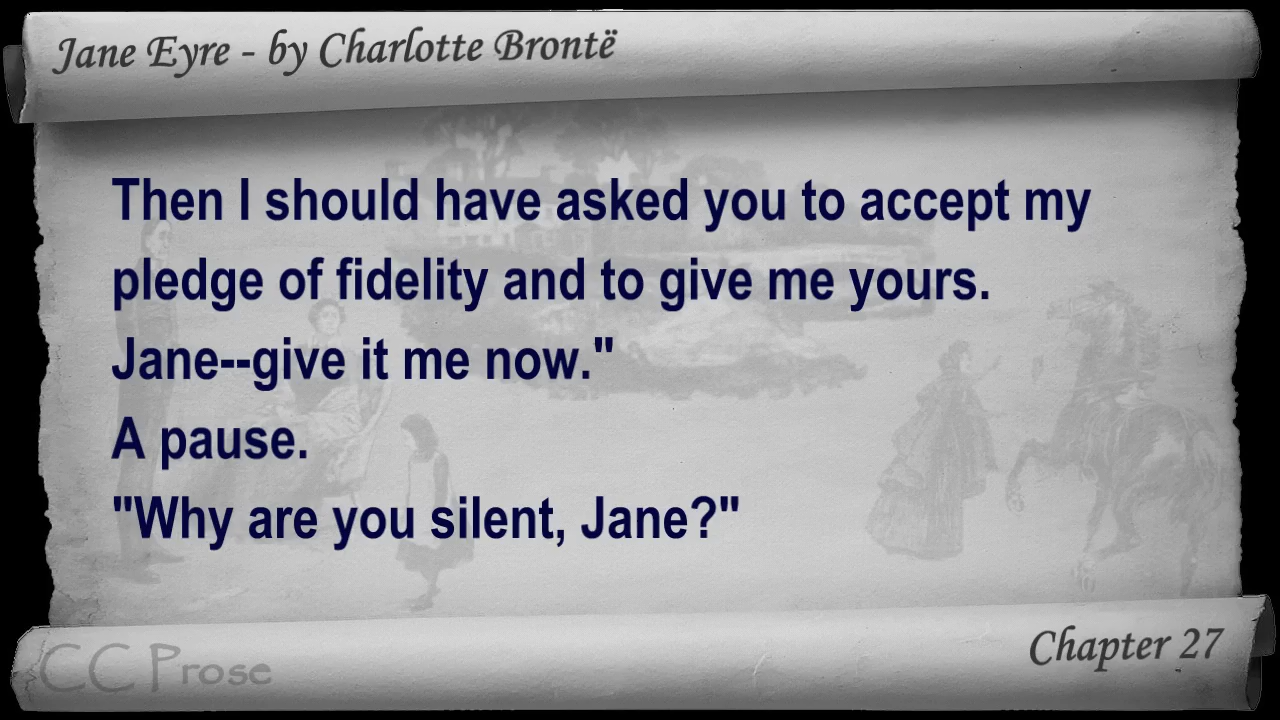 Jane Eyre - by Charlotte Brontë
Then I should have asked you to accept my
pledge of fidelity and to give me yours.
Jane--give it me now."
A pause.
"Why are you silent, Jane?"
CC Prose
Chapter 27